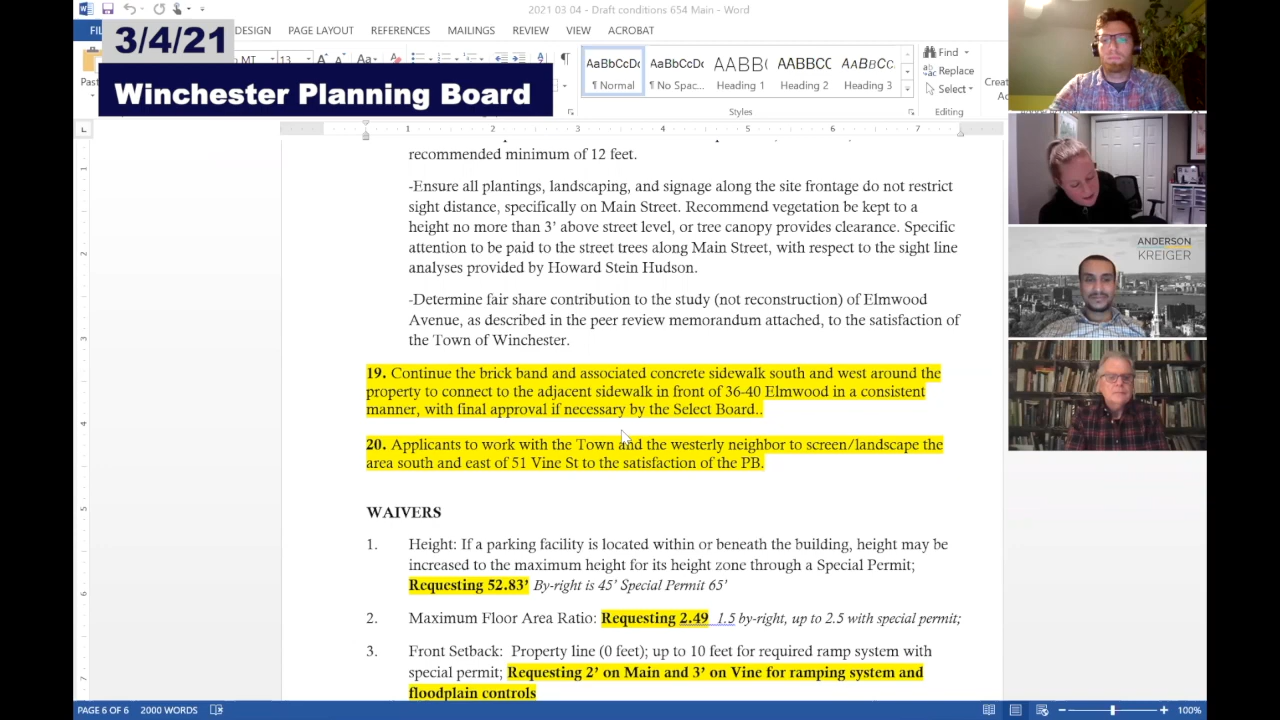 2021 03 04 - Draft conditions 654 Main - Word
3/4/21
Winchester Planning Board
DESIGN PAGE LAYOUT REFERENCES MAILINGS REVIEW VIEW ACROBAT
MT 13
AaBbCcDc AaBbCcDc AABB( AABBCC AABBCC.
¶ Normal ¶ No Spac... Heading 1 Heading 2 Heading 3
Styles
Find
Replace
Select
Editing
1 2 3 4 5 6 7
recommended minimum of 12 feet.
-Ensure all plantings, landscaping, and signage along the site frontage do not restrict
sight distance, specifically on Main Street. Recommend vegetation be kept to a
height no more than 3’ above street level, or tree canopy provides clearance. Specific
attention to be paid to the street trees along Main Street, with respect to the sight line
analyses provided by Howard Stein Hudson.
-Determine fair share contribution to the study (not reconstruction) of Elmwood
Avenue, as described in the peer review memorandum attached, to the satisfaction of
the Town of Winchester.
19. Continue the brick band and associated concrete sidewalk south and west around the
property to connect to the adjacent sidewalk in front of 36-40 Elmwood in a consistent
manner, with final approval if necessary by the Select Board..
20. Applicants to work with the Town and the westerly neighbor to screen/landscape the
area south and east of 51 Vine St to the satisfaction of the PB.
WAIVERS
1. Height: If a parking facility is located within or beneath the building, height may be
increased to the maximum height for its height zone through a Special Permit;
Requesting 52.83’ By-right is 45’ Special Permit 65’
2. Maximum Floor Area Ratio: Requesting 2.49 1.5 by-right, up to 2.5 with special permit;
3. Front Setback: Property line (0 feet); up to 10 feet for required ramp system with
special permit; Requesting 2’ on Main and 3’ on Vine for ramping system and
floodplain controls
PAGE 6 OF 6 2000 WORDS
100%
ANDERSON
KREIGER